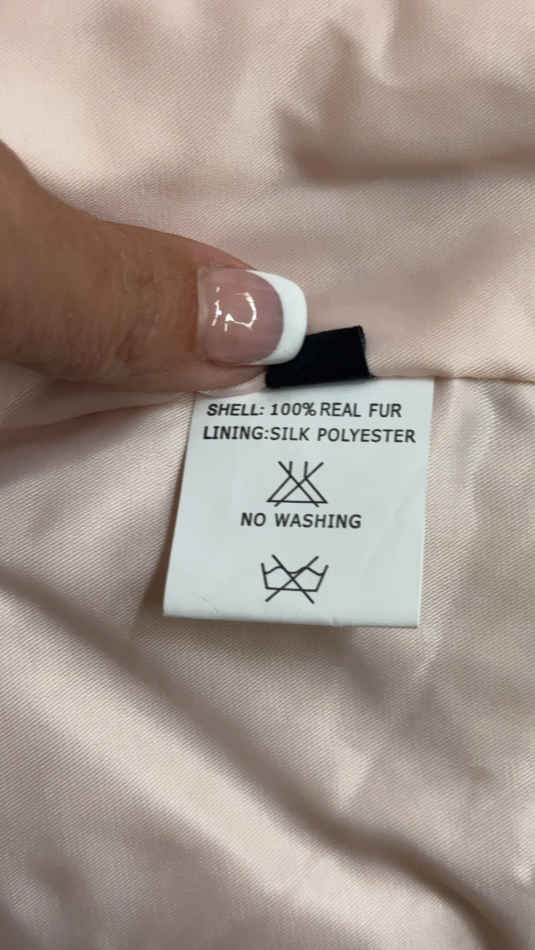 SHELL: 100% REAL FUR
LINING:SILK POLYESTER
NO WASHING